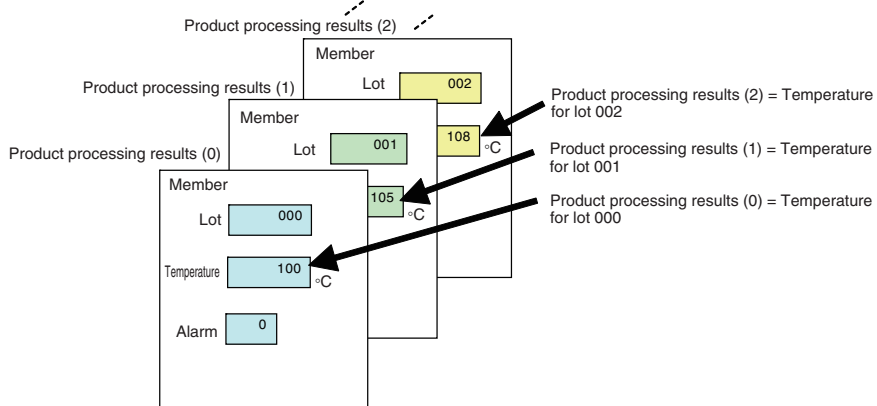 Product processing results (2)
Member
Lot 002
108 °C
Product processing results (1)
Member
Lot 001
105 °C
Product processing results (0)
Member
Lot 000
Temperature 100 °C
Alarm 0
Product processing results (2) = Temperature
for lot 002
Product processing results (1) = Temperature
for lot 001
Product processing results (0) = Temperature
for lot 000